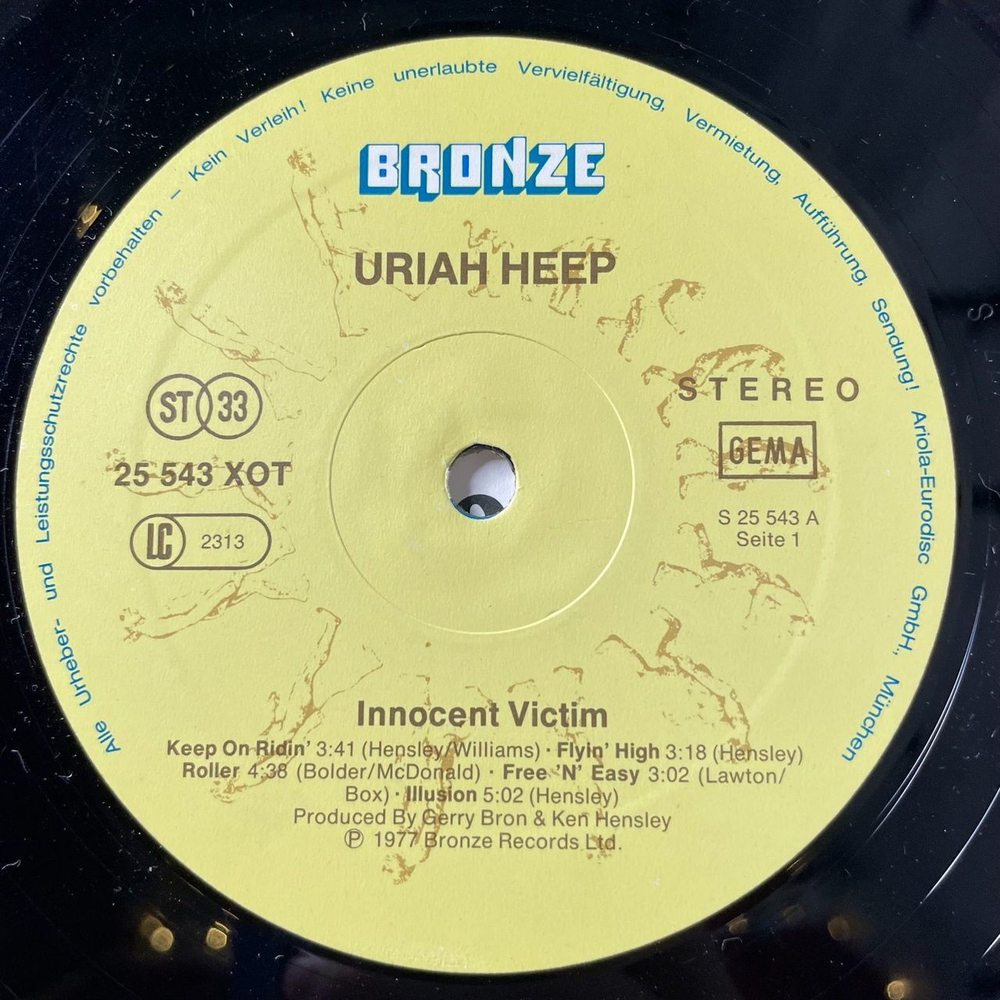 Alle Urheber- und Leistungsschutzrechte vorbehalten – Kein Verleih! Keine unerlaubte Vervielfältigung, Vermietung, Aufführung, Sendung! Ariola-Eurodisc GmbH., München
BRONZE
URIAH HEEP
ST 33
STEREO
GEMA
25 543 XOT
LC 2313
S 25 543 A
Seite 1
Innocent Victim
Keep On Ridin' 3:41 (Hensley/Williams) · Flyin' High 3:18 (Hensley)
Roller 4:38 (Bolder/McDonald) · Free 'N' Easy 3:02 (Lawton/
Box) · Illusion 5:02 (Hensley)
Produced By Gerry Bron & Ken Hensley
℗ 1977 Bronze Records Ltd.